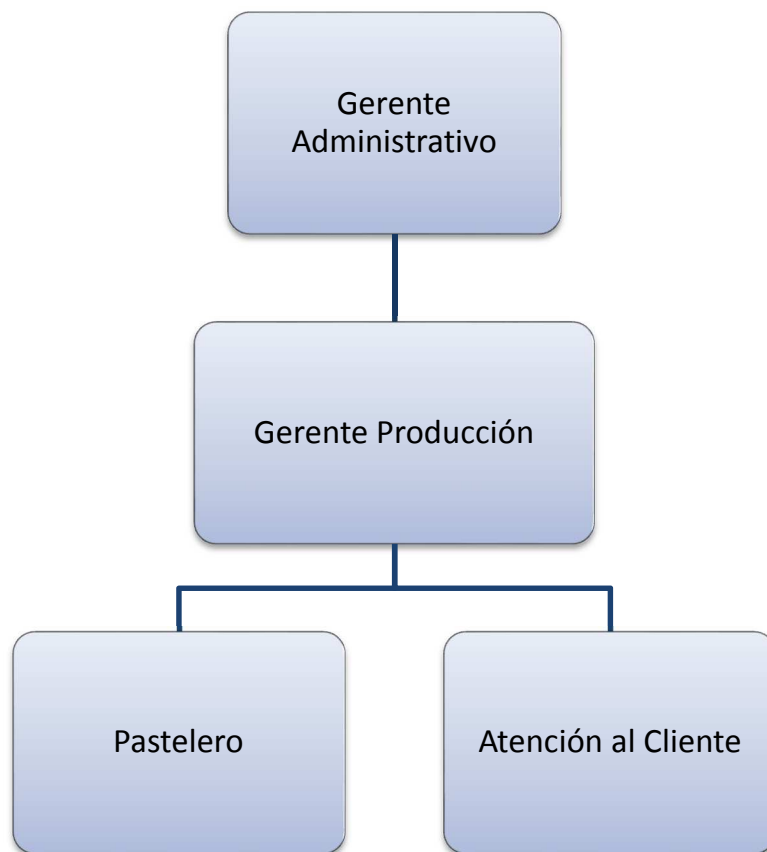 Gerente
Administrativo
Gerente Producción
Pastelero
Atención al Cliente